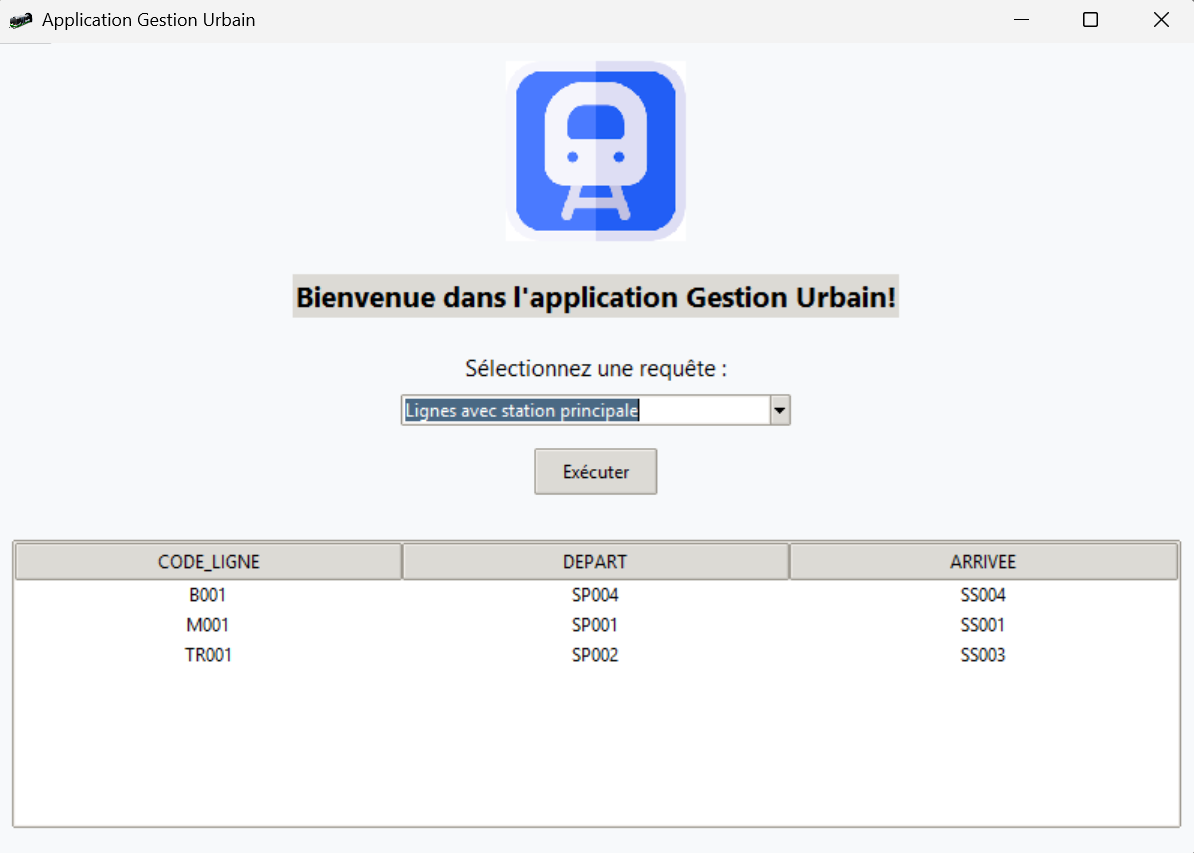 Application Gestion Urbain
Bienvenue dans l'application Gestion Urbain!
Sélectionnez une requête :
Lignes avec station principale
Exécuter
CODE_LIGNE DEPART ARRIVEE
B001 SP004 SS004
M001 SP001 SS001
TR001 SP002 SS003